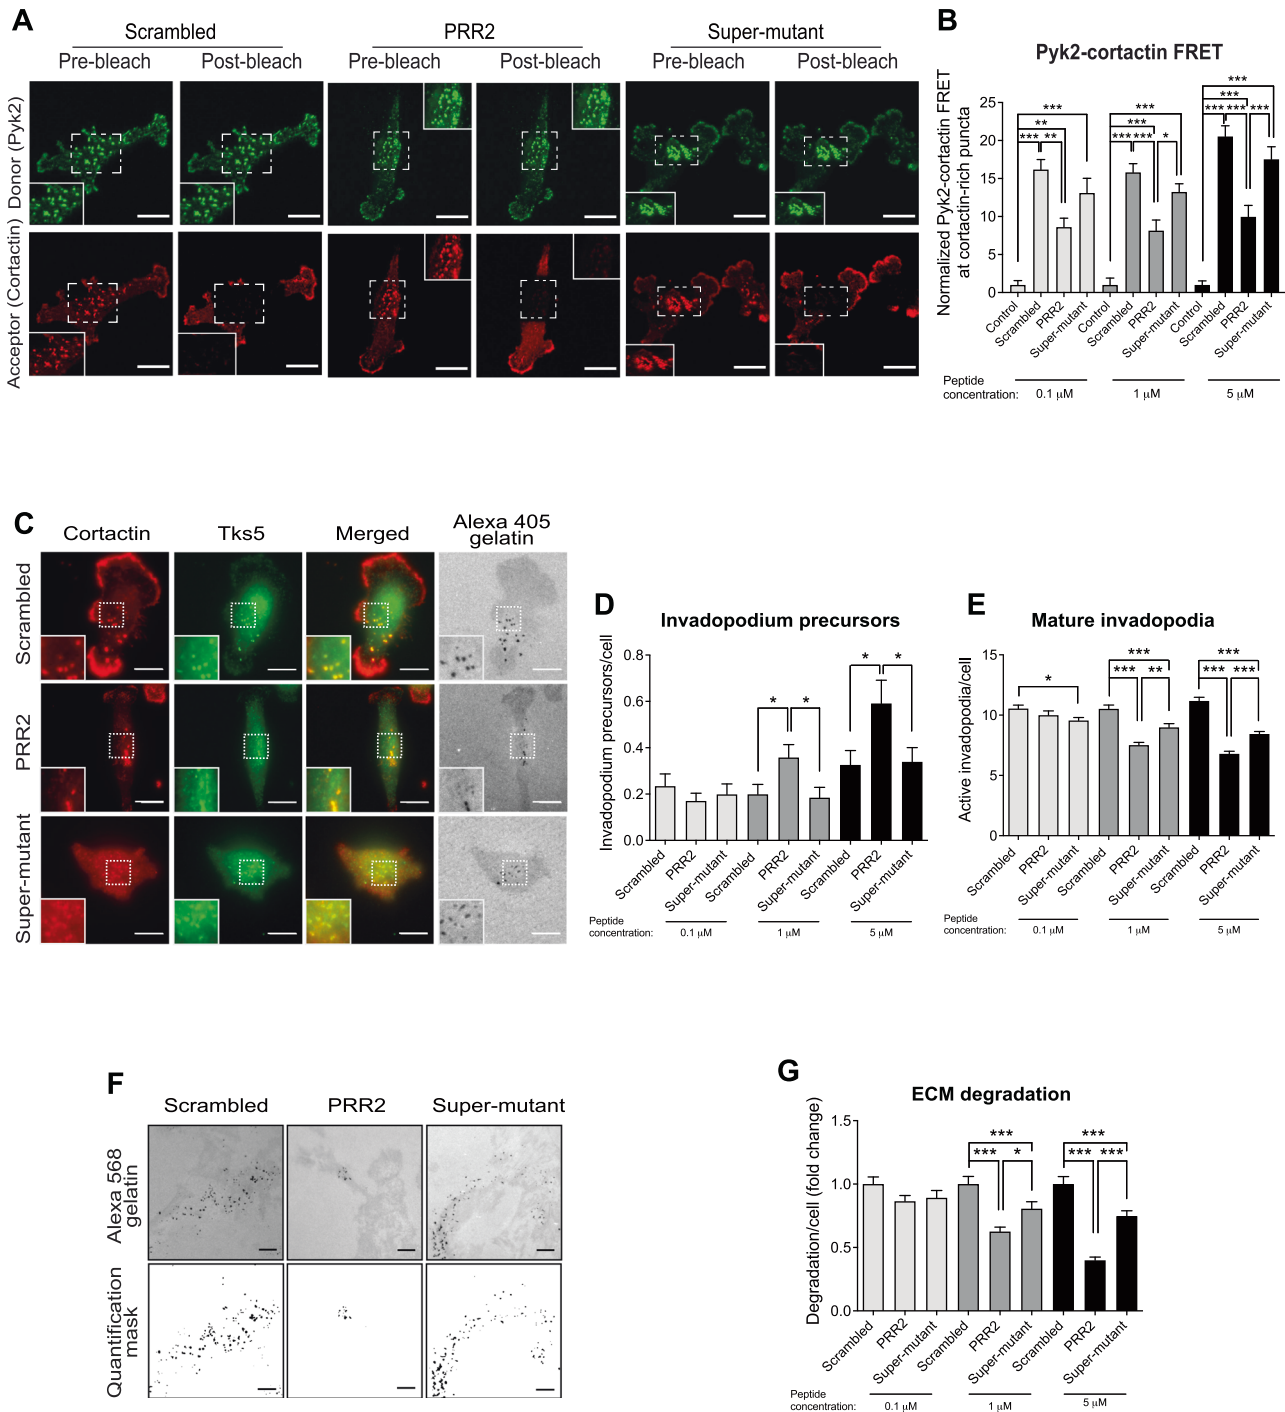 A
Scrambled
PRR2
Super-mutant
Pre-bleach
Post-bleach
Pre-bleach
Post-bleach
Pre-bleach
Post-bleach
Donor (Pyk2)
Acceptor (Cortactin)
B
Pyk2-cortactin FRET
Normalized Pyk2-cortactin FRET
at cortactin-rich puncta
25
20
15
10
5
0
***
**
*** **
***
***
*** ***
*
***
***
*** *** ***
Control
Scrambled
PRR2
Super-mutant
Control
Scrambled
PRR2
Super-mutant
Control
Scrambled
PRR2
Super-mutant
Peptide
concentration:
0.1 µM
1 µM
5 µM
C
Cortactin
Tks5
Merged
Alexa 405
gelatin
Scrambled
PRR2
Super-mutant
D
Invadopodium precursors
Invadopodium precursors/cell
0.8
0.6
0.4
0.2
0.0
* *
* *
Scrambled
PRR2
Super-mutant
Scrambled
PRR2
Super-mutant
Scrambled
PRR2
Super-mutant
Peptide
concentration:
0.1 µM
1 µM
5 µM
E
Mature invadopodia
Active invadopodia/cell
15
10
5
0
*
***
*** **
***
*** ***
Scrambled
PRR2
Super-mutant
Scrambled
PRR2
Super-mutant
Scrambled
PRR2
Super-mutant
Peptide
concentration:
0.1 µM
1 µM
5 µM
F
Scrambled
PRR2
Super-mutant
Alexa 568
gelatin
Quantification
mask
G
ECM degradation
Degradation/cell (fold change)
1.5
1.0
0.5
0.0
***
*** *
***
*** ***
Scrambled
PRR2
Super-mutant
Scrambled
PRR2
Super-mutant
Scrambled
PRR2
Super-mutant
Peptide
concentration:
0.1 µM
1 µM
5 µM